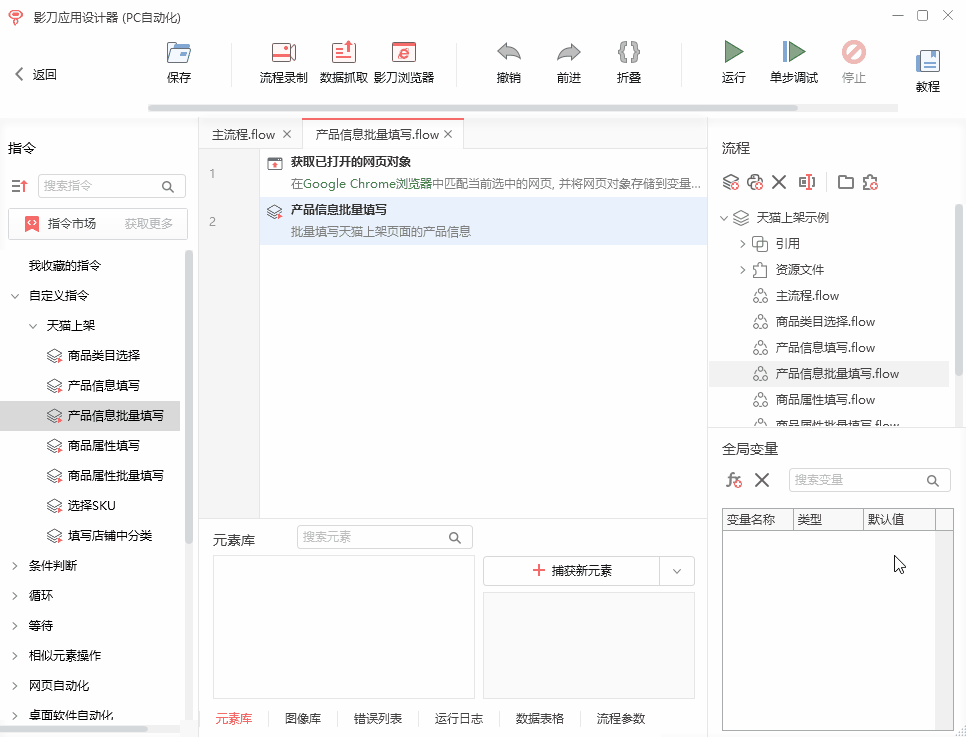 影刀应用设计器 (PC自动化)
返回
保存
流程录制
数据抓取
影刀浏览器
撤销
前进
折叠
运行
单步调试
停止
教程
指令
搜索指令
指令市场
获取更多
我收藏的指令
自定义指令
天猫上架
商品类目选择
产品信息填写
产品信息批量填写
商品属性填写
商品属性批量填写
选择SKU
填写店铺中分类
条件判断
循环
等待
相似元素操作
网页自动化
桌面软件自动化
主流程.flow
产品信息批量填写.flow
1
获取已打开的网页对象
在Google Chrome浏览器中匹配当前选中的网页, 并将网页对象存储到变量...
2
产品信息批量填写
批量填写天猫上架页面的产品信息
元素库
搜索元素
捕获新元素
元素库
图像库
错误列表
运行日志
数据表格
流程参数
流程
天猫上架示例
引用
资源文件
主流程.flow
商品类目选择.flow
产品信息填写.flow
产品信息批量填写.flow
商品属性填写.flow
商品属性批量填写.flow
全局变量
搜索变量
变量名称
类型
默认值